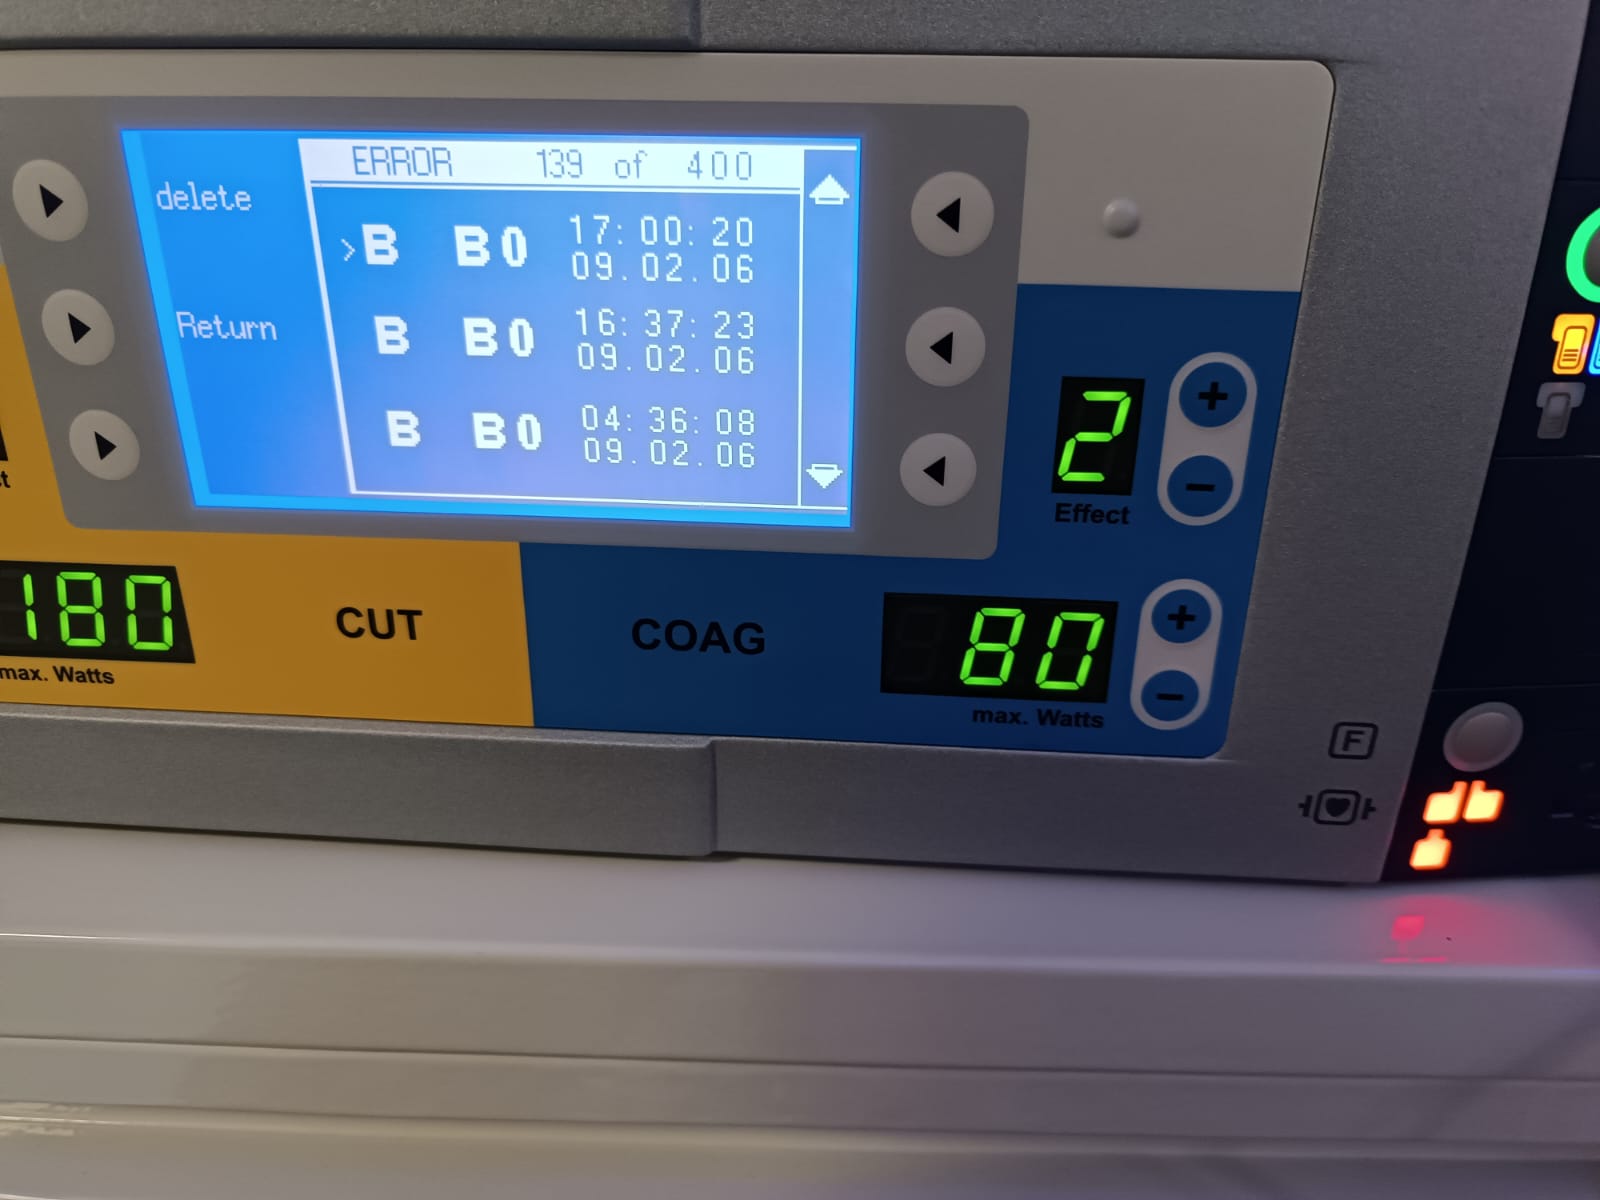 ERROR 139 of 400
delete
>B B0 17:00:20
09.02.06
Return
B B0 16:37:23
09.02.06
B B0 04:36:08
09.02.06
2
+
-
Effect
180
max. Watts
CUT
COAG
80
max. Watts
+
-
F